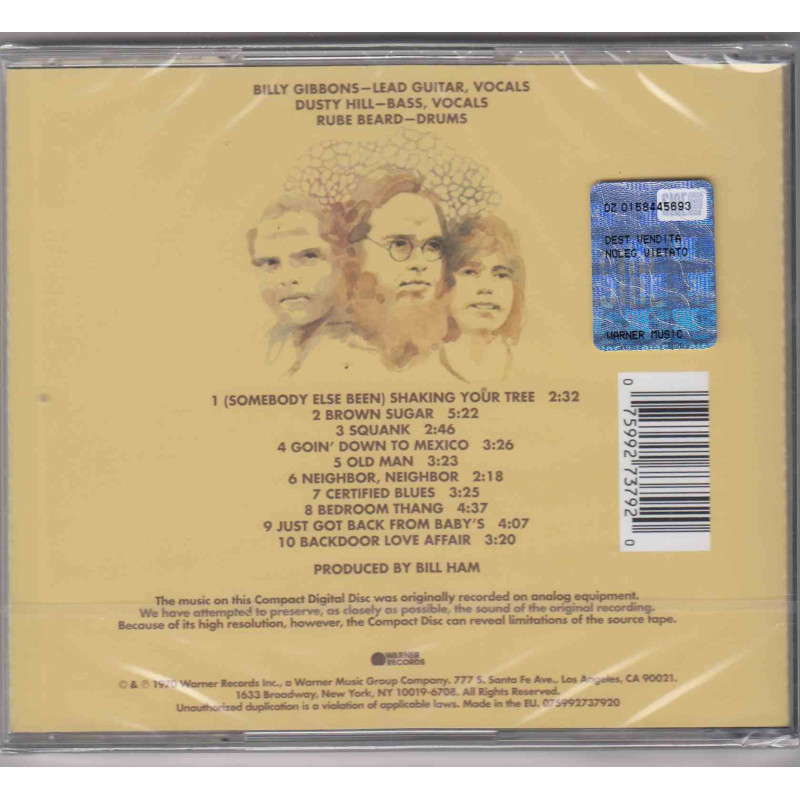 BILLY GIBBONS—LEAD GUITAR, VOCALS
DUSTY HILL—BASS, VOCALS
RUBE BEARD—DRUMS
SIAE
DZ 0158445693
DEST.VENDITA
NOLEG VIETATO
WARNER MUSIC
1 (SOMEBODY ELSE BEEN) SHAKING YOUR TREE 2:32
2 BROWN SUGAR 5:22
3 SQUANK 2:46
4 GOIN' DOWN TO MEXICO 3:26
5 OLD MAN 3:23
6 NEIGHBOR, NEIGHBOR 2:18
7 CERTIFIED BLUES 3:25
8 BEDROOM THANG 4:37
9 JUST GOT BACK FROM BABY'S 4:07
10 BACKDOOR LOVE AFFAIR 3:20
0 75992 73792 0
PRODUCED BY BILL HAM
The music on this Compact Digital Disc was originally recorded on analog equipment.
We have attempted to preserve, as closely as possible, the sound of the original recording.
Because of its high resolution, however, the Compact Disc can reveal limitations of the source tape.
WARNER
RECORDS
© & ℗ 1970 Warner Records Inc., a Warner Music Group Company. 777 S. Santa Fe Ave., Los Angeles, CA 90021.
1633 Broadway, New York, NY 10019-6708. All Rights Reserved.
Unauthorized duplication is a violation of applicable laws. Made in the EU. 075992737920